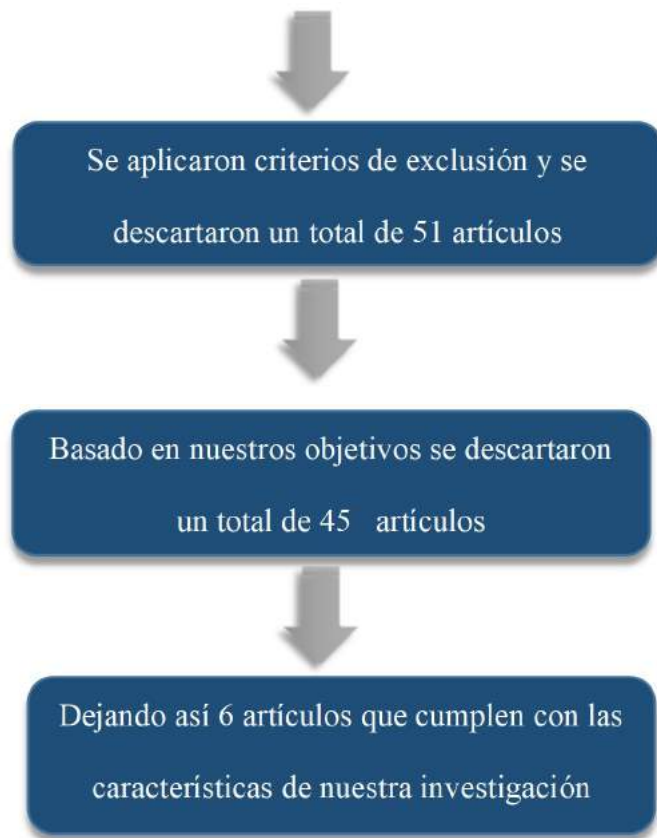 Se aplicaron criterios de exclusión y se
descartaron un total de 51 artículos
Basado en nuestros objetivos se descartaron
un total de 45 artículos
Dejando así 6 artículos que cumplen con las
características de nuestra investigación